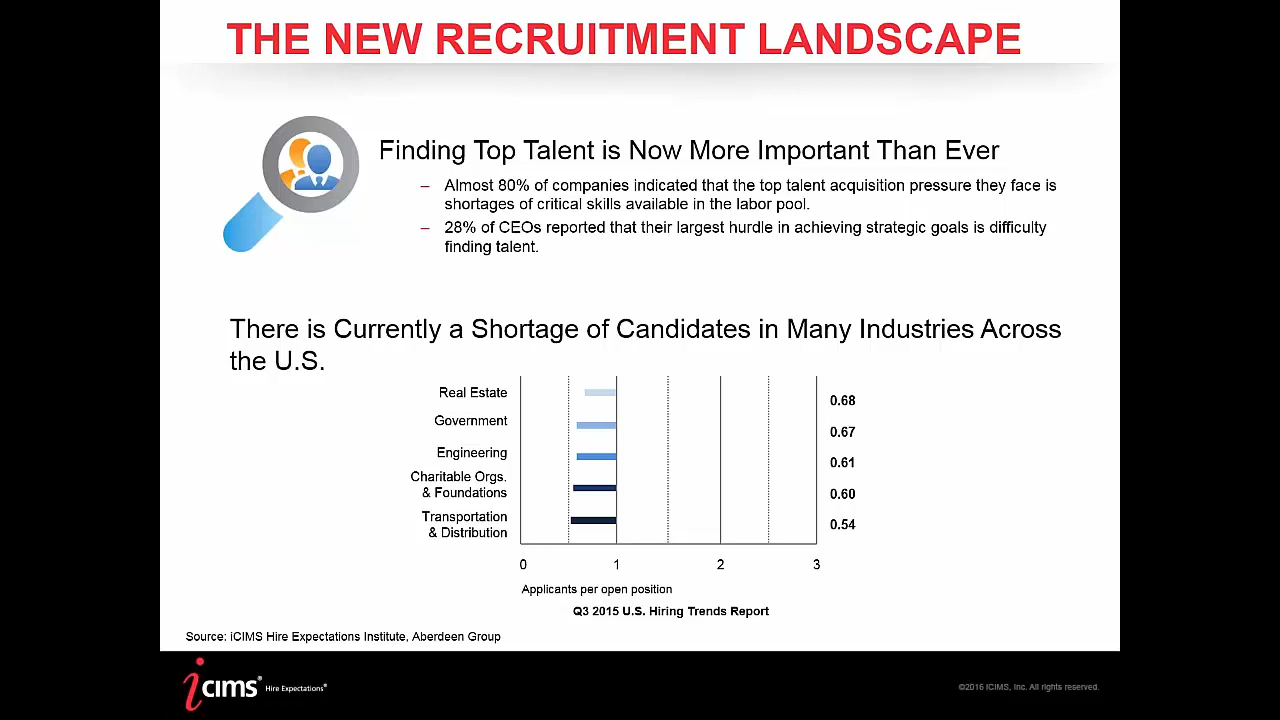 THE NEW RECRUITMENT LANDSCAPE
Finding Top Talent is Now More Important Than Ever
– Almost 80% of companies indicated that the top talent acquisition pressure they face is
shortages of critical skills available in the labor pool.
– 28% of CEOs reported that their largest hurdle in achieving strategic goals is difficulty
finding talent.
There is Currently a Shortage of Candidates in Many Industries Across
the U.S.
Real Estate 0.68
Government 0.67
Engineering 0.61
Charitable Orgs.
& Foundations 0.60
Transportation
& Distribution 0.54
0 1 2 3
Applicants per open position
Q3 2015 U.S. Hiring Trends Report
Source: iCIMS Hire Expectations Institute, Aberdeen Group
icims® Hire Expectations®
©2016 iCIMS, Inc. All rights reserved.